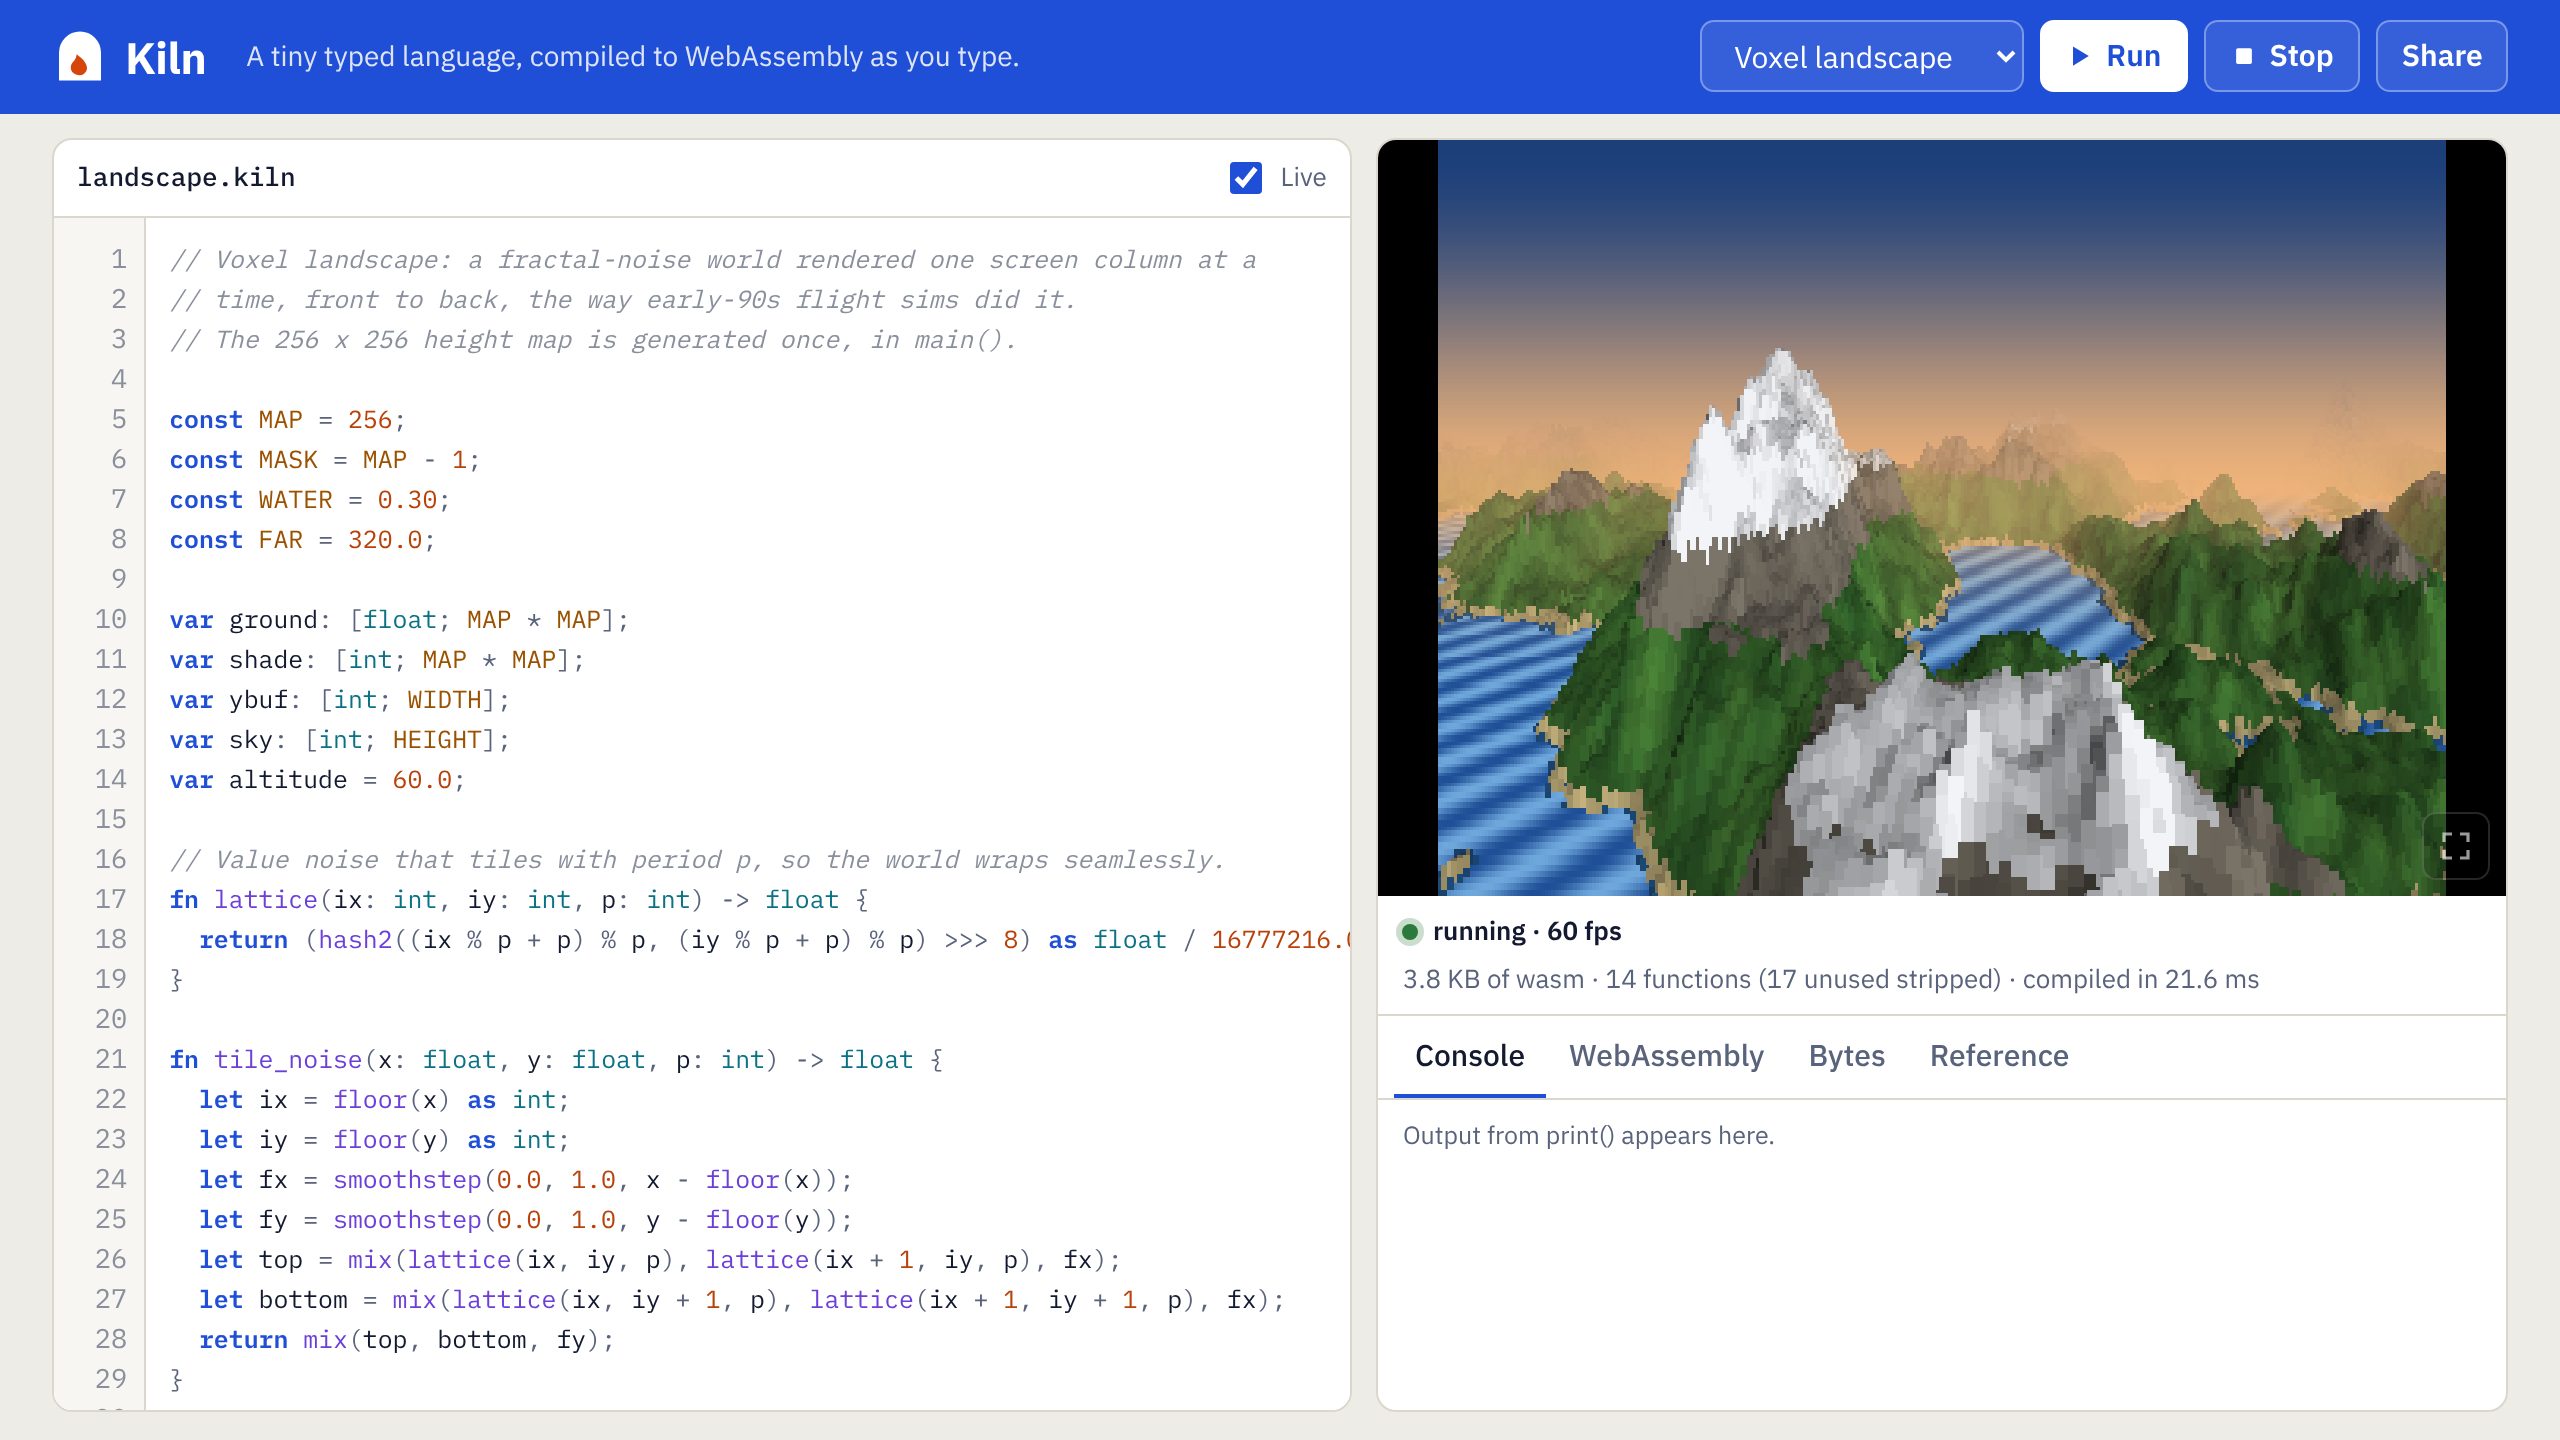 Kiln
A tiny typed language, compiled to WebAssembly as you type.
Voxel landscape
Run
Stop
Share
landscape.kiln
Live
1 // Voxel landscape: a fractal-noise world rendered one screen column at a
2 // time, front to back, the way early-90s flight sims did it.
3 // The 256 x 256 height map is generated once, in main().
4
5 const MAP = 256;
6 const MASK = MAP - 1;
7 const WATER = 0.30;
8 const FAR = 320.0;
9
10 var ground: [float; MAP * MAP];
11 var shade: [int; MAP * MAP];
12 var ybuf: [int; WIDTH];
13 var sky: [int; HEIGHT];
14 var altitude = 60.0;
15
16 // Value noise that tiles with period p, so the world wraps seamlessly.
17 fn lattice(ix: int, iy: int, p: int) -> float {
18   return (hash2((ix % p + p) % p, (iy % p + p) % p) >>> 8) as float / 16777216.0
19 }
20
21 fn tile_noise(x: float, y: float, p: int) -> float {
22   let ix = floor(x) as int;
23   let iy = floor(y) as int;
24   let fx = smoothstep(0.0, 1.0, x - floor(x));
25   let fy = smoothstep(0.0, 1.0, y - floor(y));
26   let top = mix(lattice(ix, iy, p), lattice(ix + 1, iy, p), fx);
27   let bottom = mix(lattice(ix, iy + 1, p), lattice(ix + 1, iy + 1, p), fx);
28   return mix(top, bottom, fy);
29 }
running · 60 fps
3.8 KB of wasm · 14 functions (17 unused stripped) · compiled in 21.6 ms
Console WebAssembly Bytes Reference
Output from print() appears here.